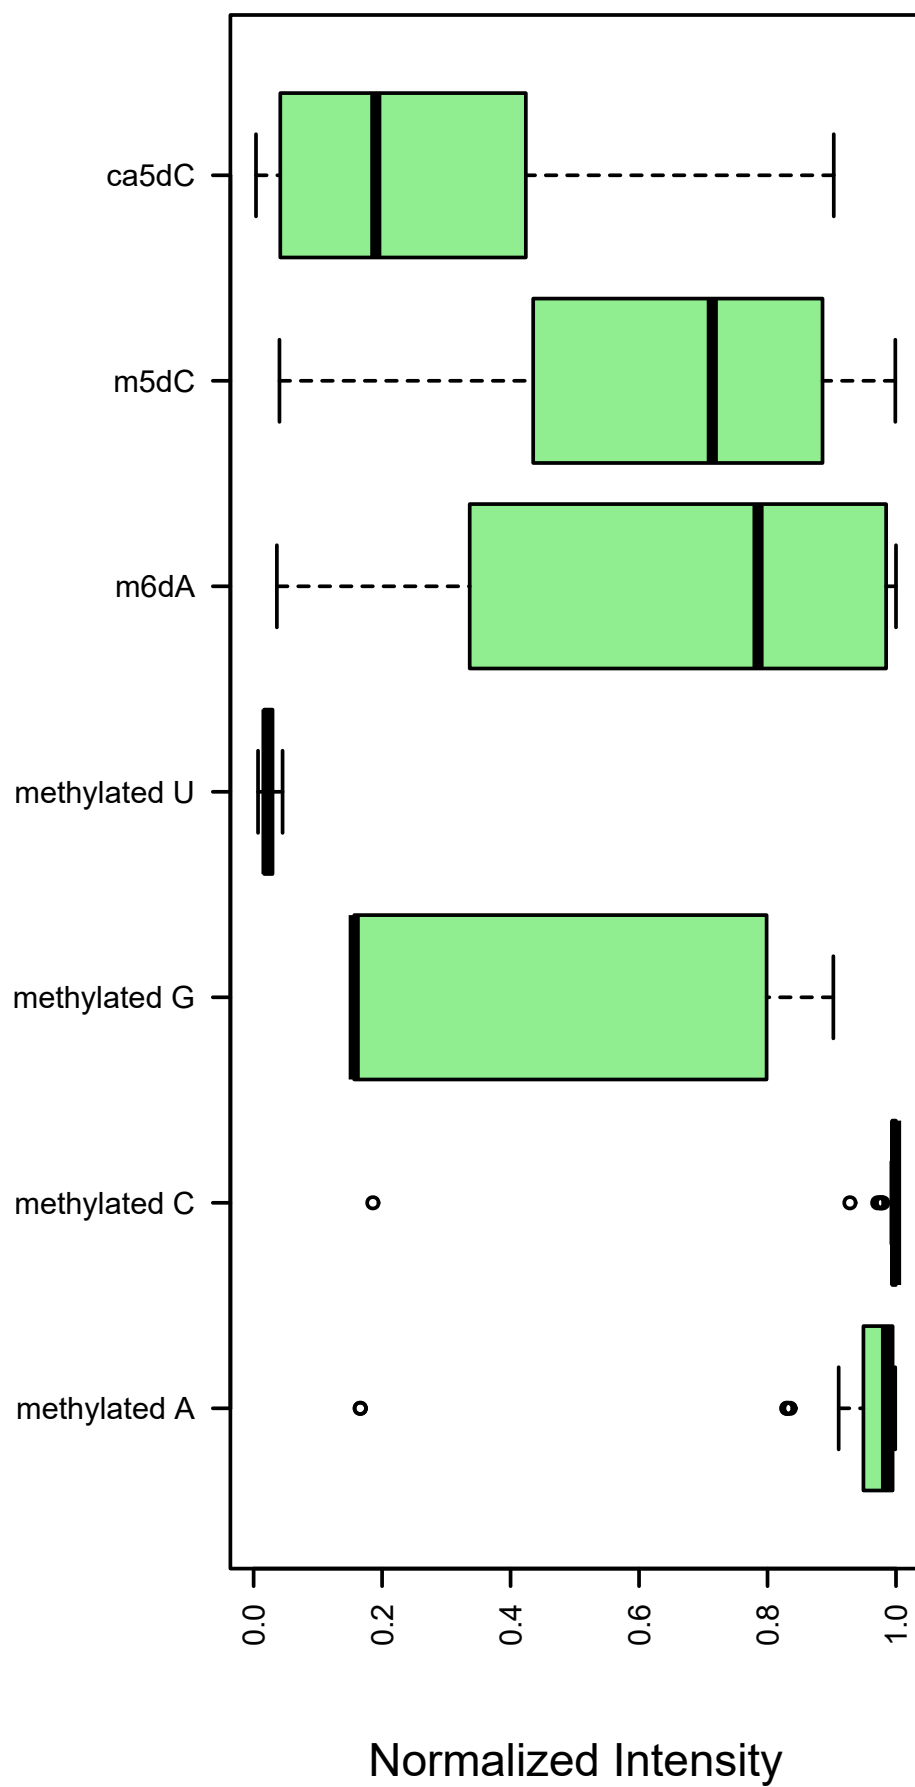 ca5dC
m5dC
m6dA
methylated U
methylated G
methylated C
methylated A
0.0
0.2
0.4
0.6
0.8
1.0
Normalized Intensity